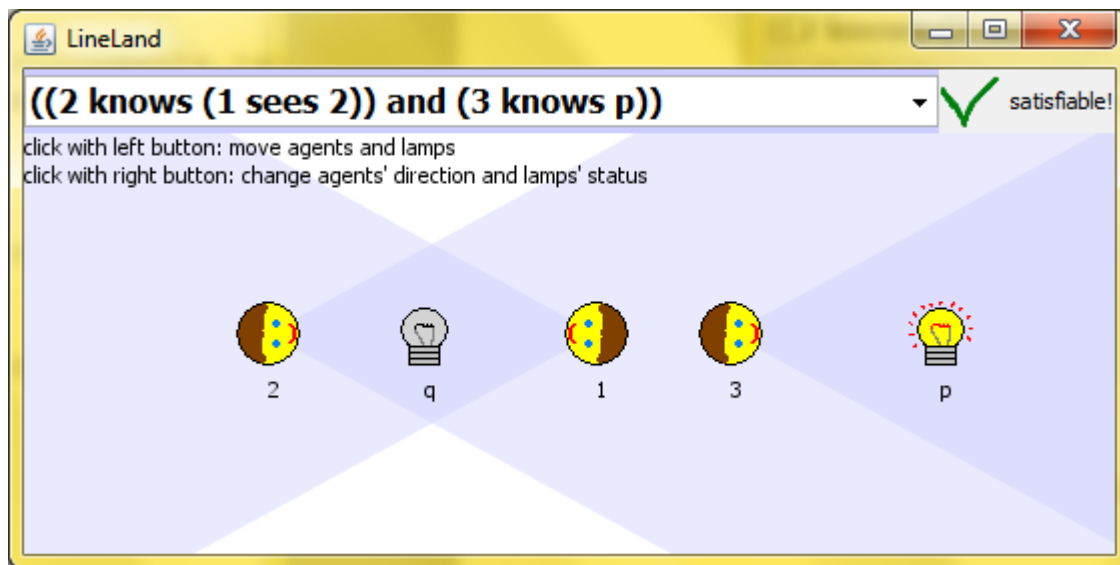 LineLand
((2 knows (1 sees 2)) and (3 knows p))
satisfiable!
click with left button: move agents and lamps
click with right button: change agents' direction and lamps' status
2 q 1 3 p